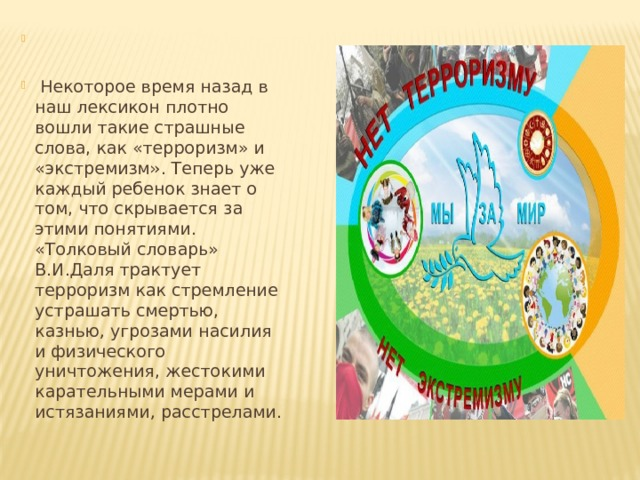 Некоторое время назад в
наш лексикон плотно
вошли такие страшные
слова, как «терроризм» и
«экстремизм». Теперь уже
каждый ребенок знает о
том, что скрывается за
этими понятиями.
«Толковый словарь»
В.И.Даля трактует
терроризм как стремление
устрашать смертью,
казнью, угрозами насилия
и физического
уничтожения, жестокими
карательными мерами и
истязаниями, расстрелами.
НЕТ ТЕРРОРИЗМУ
МЫ ЗА МИР
НЕТ ЭКСТРЕМИЗМУ